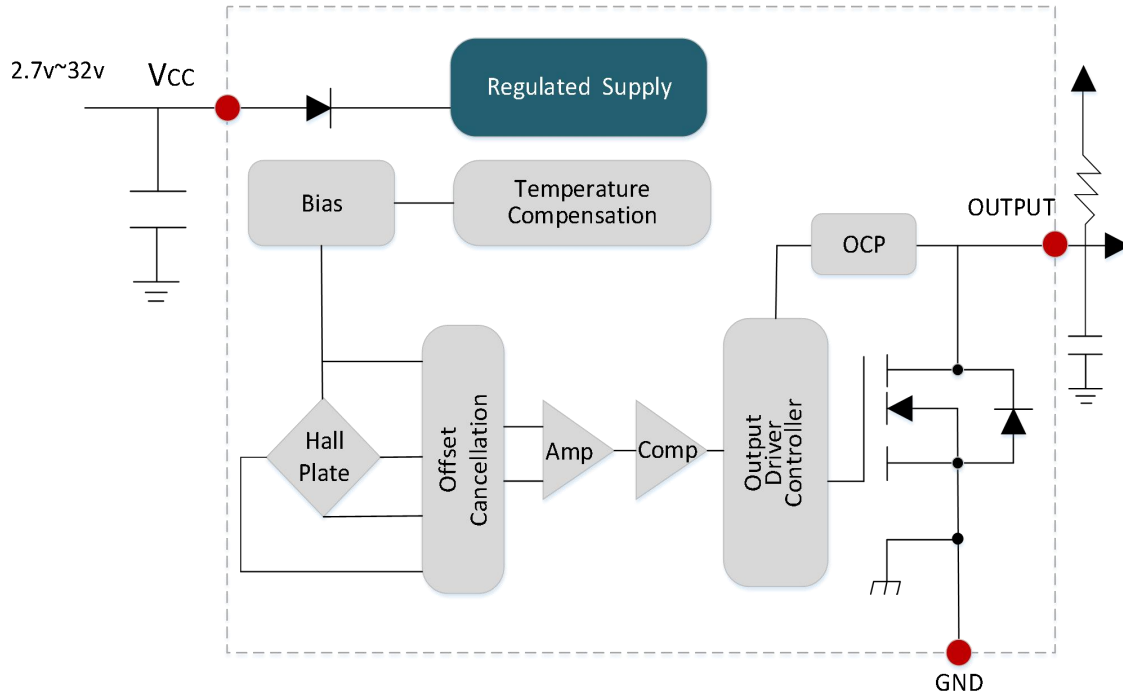 2.7v~32v
VCC
Regulated Supply
Bias
Temperature
Compensation
OUTPUT
OCP
Hall
Plate
Offset
Cancellation
Amp
Comp
Output
Driver
Controller
GND